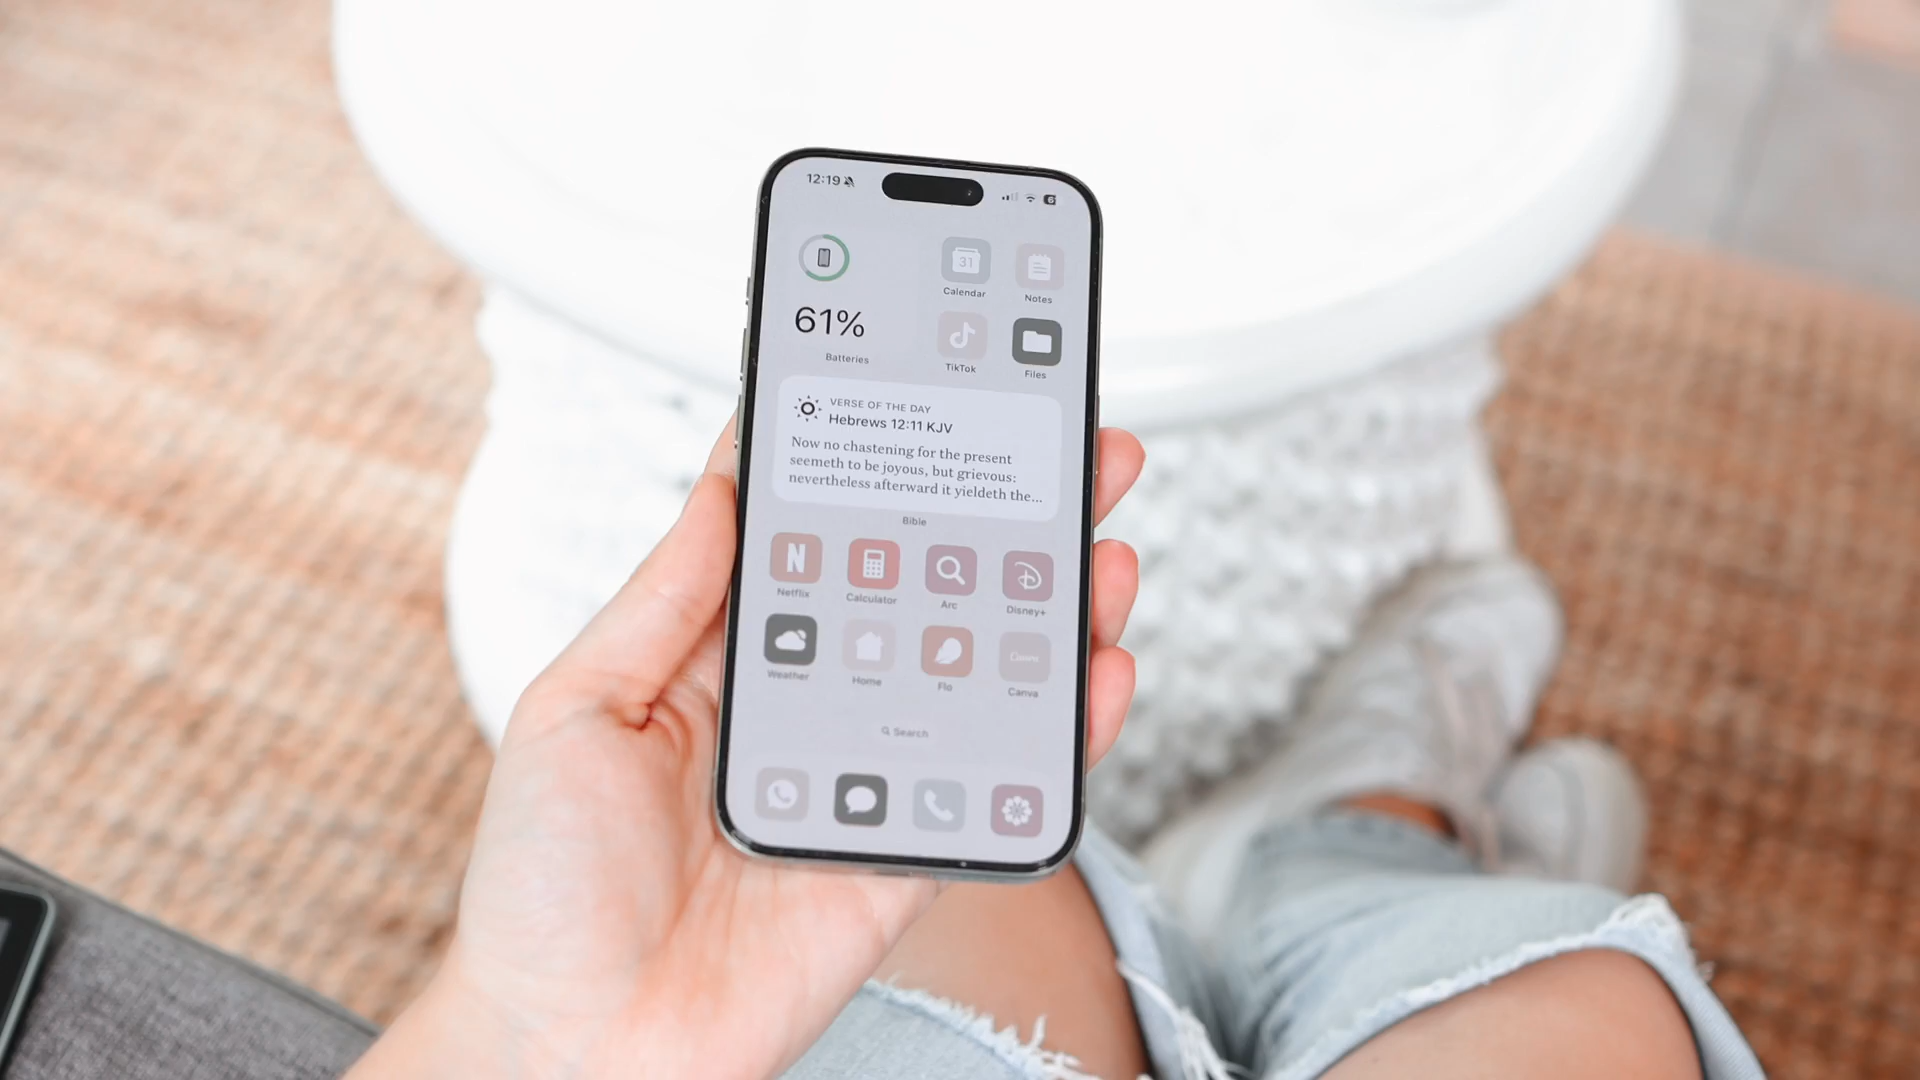 12:19
31
Calendar
Notes
61%
Batteries
TikTok
Files
VERSE OF THE DAY
Hebrews 12:11 KJV
Now no chastening for the present
seemeth to be joyous, but grievous:
nevertheless afterward it yieldeth the...
Bible
N
Netflix
Calculator
Arc
Disney+
Weather
Home
Flo
Canva
Search